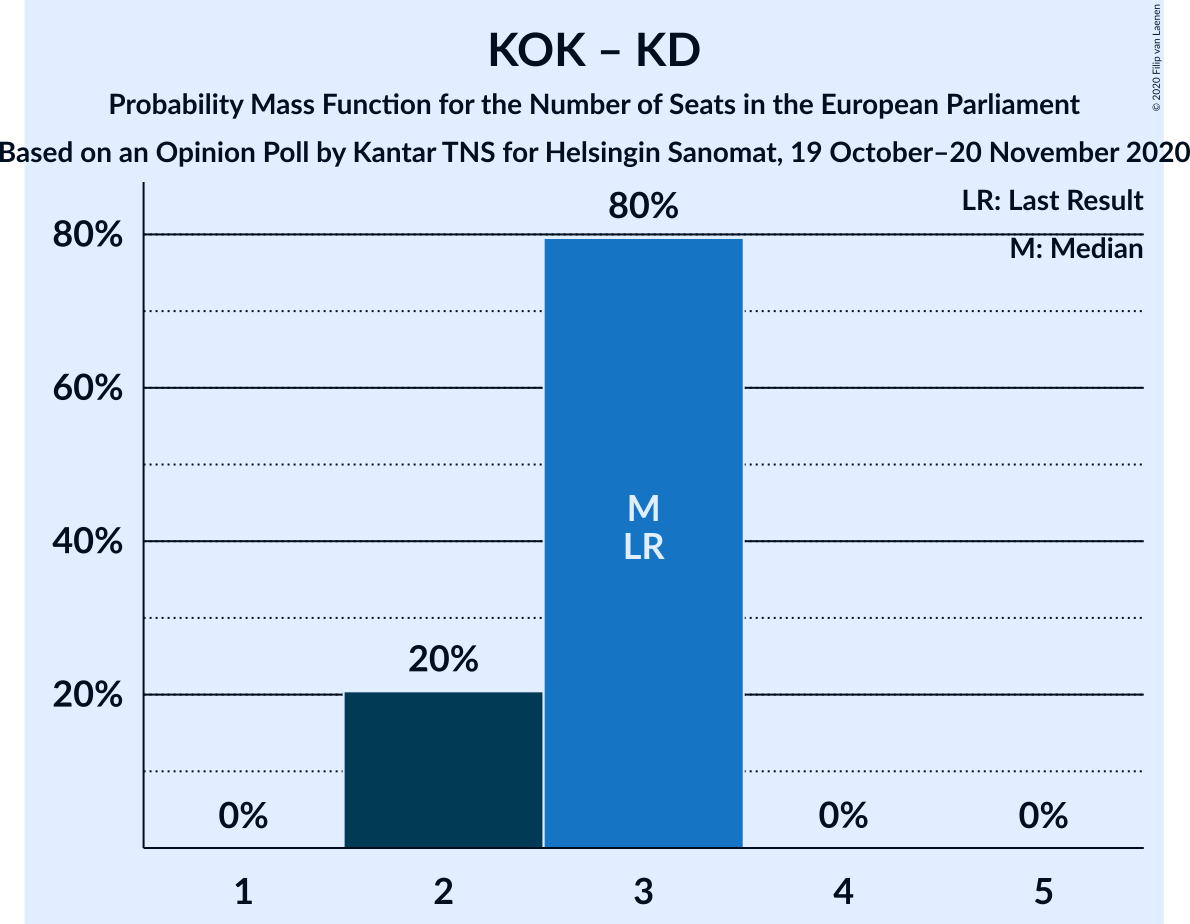 KOK – KD
Probability Mass Function for the Number of Seats in the European Parliament
Based on an Opinion Poll by Kantar TNS for Helsingin Sanomat, 19 October–20 November 2020
© 2020 Filip van Laenen
LR: Last Result
M: Median
80%
60%
40%
20%
0%
20%
80%
M
LR
0%
0%
1
2
3
4
5